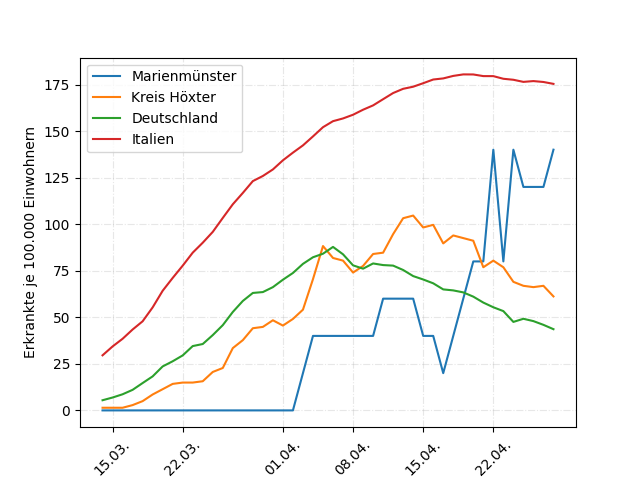 Marienmünster
Kreis Höxter
Deutschland
Italien
Erkrankte je 100.000 Einwohnern
175
150
125
100
75
50
25
0
15.03.
22.03.
01.04.
08.04.
15.04.
22.04.